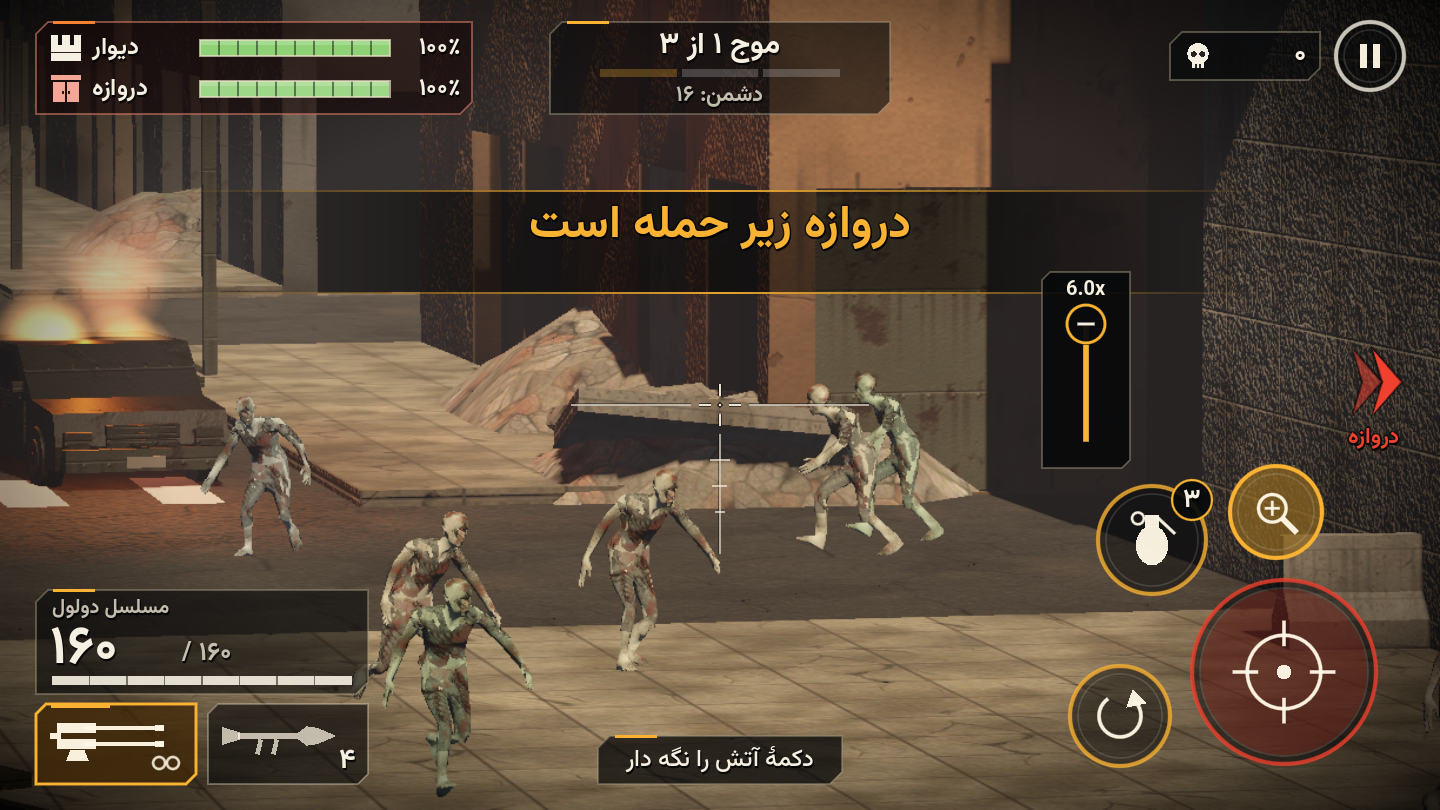 دیوار ۱۰۰٪
دروازه ۱۰۰٪
موج ۱ از ۳
دشمن: ۱۶
۰
دروازه زیر حمله است
6.0x
دروازه
۳
مسلسل دولول
۱۶۰ / ۱۶۰
∞
۴
دکمهٔ آتش را نگه دار